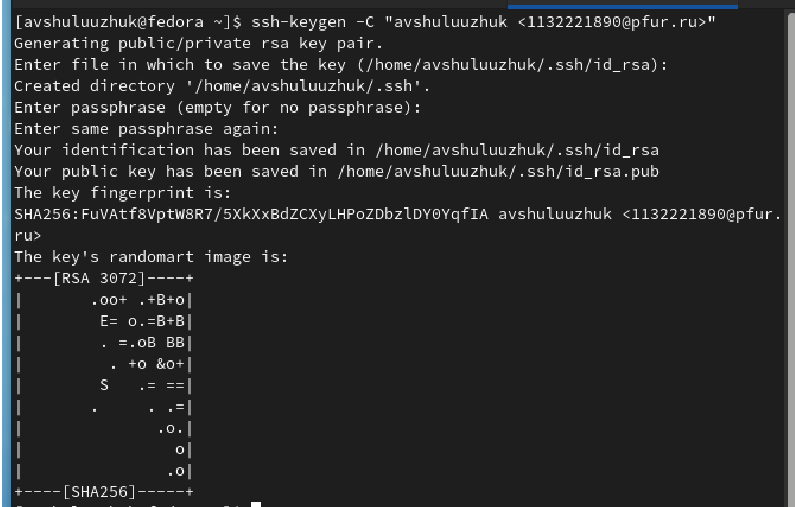 [avshuluuzhuk@fedora ~]$ ssh-keygen -C "avshuluuzhuk <1132221890@pfur.ru>"
Generating public/private rsa key pair.
Enter file in which to save the key (/home/avshuluuzhuk/.ssh/id_rsa):
Created directory '/home/avshuluuzhuk/.ssh'.
Enter passphrase (empty for no passphrase):
Enter same passphrase again:
Your identification has been saved in /home/avshuluuzhuk/.ssh/id_rsa
Your public key has been saved in /home/avshuluuzhuk/.ssh/id_rsa.pub
The key fingerprint is:
SHA256:FuVAtf8VptW8R7/5XkXxBdZCXyLHPoZDbzlDY0YqfIA avshuluuzhuk <1132221890@pfur.
ru>
The key's randomart image is:
+---[RSA 3072]----+
|       .oo+ .+B+o|
|        E= o.=B+B|
|        . =.oB BB|
|         . +o &o+|
|        S   .= ==|
|       .     . .=|
|              .o.|
|                o|
|               .o|
+----[SHA256]-----+